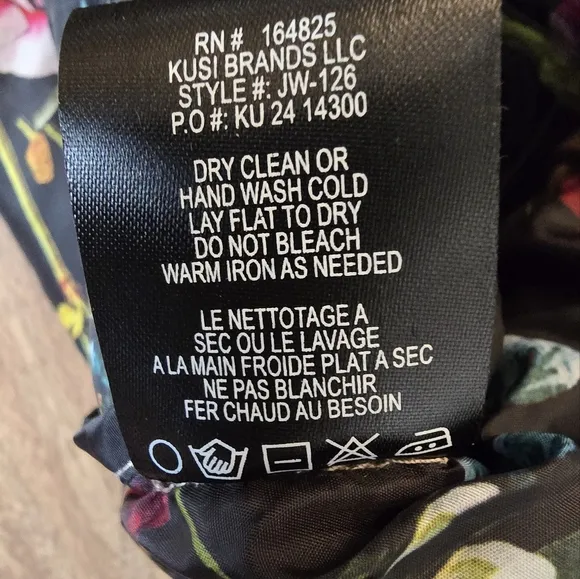 RN # 164825
KUSI BRANDS LLC
STYLE #: JW-126
P.O #: KU 24 14300
DRY CLEAN OR
HAND WASH COLD
LAY FLAT TO DRY
DO NOT BLEACH
WARM IRON AS NEEDED
LE NETTOTAGE A
SEC OU LE LAVAGE
A LA MAIN FROIDE PLAT A SEC
NE PAS BLANCHIR
FER CHAUD AU BESOIN